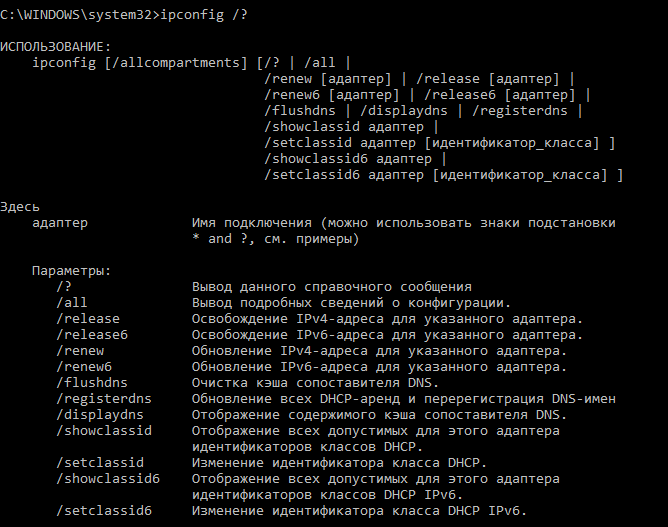 C:\WINDOWS\system32>ipconfig /?
ИСПОЛЬЗОВАНИЕ:
ipconfig [/allcompartments] [/? | /all |
/renew [адаптер] | /release [адаптер] |
/renew6 [адаптер] | /release6 [адаптер] |
/flushdns | /displaydns | /registerdns |
/showclassid адаптер |
/setclassid адаптер [идентификатор_класса] ]
/showclassid6 адаптер |
/setclassid6 адаптер [идентификатор_класса] ]
Здесь
адаптер Имя подключения (можно использовать знаки подстановки
* and ?, см. примеры)
Параметры:
/? Вывод данного справочного сообщения
/all Вывод подробных сведений о конфигурации.
/release Освобождение IPv4-адреса для указанного адаптера.
/release6 Освобождение IPv6-адреса для указанного адаптера.
/renew Обновление IPv4-адреса для указанного адаптера.
/renew6 Обновление IPv6-адреса для указанного адаптера.
/flushdns Очистка кэша сопоставителя DNS.
/registerdns Обновление всех DHCP-аренд и перерегистрация DNS-имен
/displaydns Отображение содержимого кэша сопоставителя DNS.
/showclassid Отображение всех допустимых для этого адаптера
идентификаторов классов DHCP.
/setclassid Изменение идентификатора класса DHCP.
/showclassid6 Отображение всех допустимых для этого адаптера
идентификаторов классов DHCP IPv6.
/setclassid6 Изменение идентификатора класса DHCP IPv6.